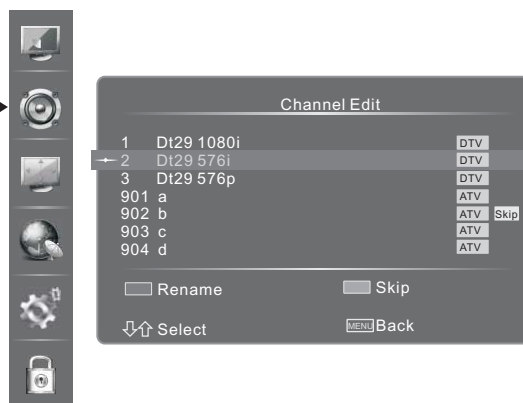 Channel Edit
1 Dt29 1080i DTV
2 Dt29 576i DTV
3 Dt29 576p DTV
901 a ATV
902 b ATV Skip
903 c ATV
904 d ATV
Rename Skip
Select MENU Back